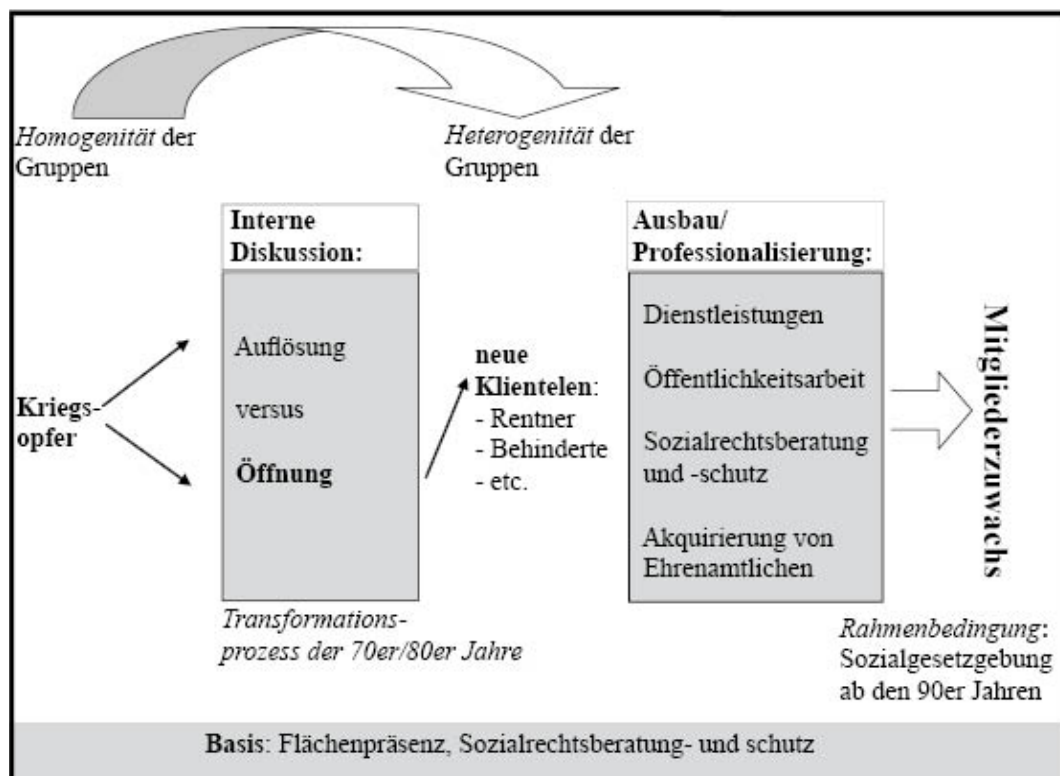 Homogenität der
Gruppen
Heterogenität der
Gruppen
Interne
Diskussion:
Ausbau/
Professionalisierung:
Kriegs-
opfer
Auflösung
versus
Öffnung
neue
Klientelen:
- Rentner
- Behinderte
- etc.
Dienstleistungen
Öffentlichkeitsarbeit
Sozialrechtsberatung
und -schutz
Akquirierung von
Ehrenamtlichen
Mitgliederzuwachs
Transformations-
prozess der 70er/80er Jahre
Rahmenbedingung:
Sozialgesetzgebung
ab den 90er Jahren
Basis: Flächenpräsenz, Sozialrechtsberatung- und schutz